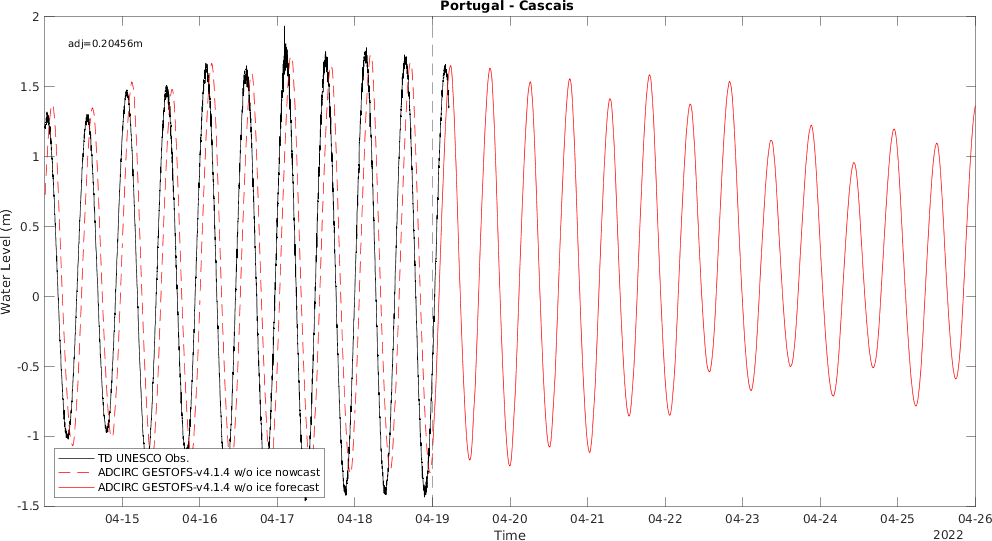 Portugal - Cascais
adj=0.20456m
Water Level (m)
2
1.5
1
0.5
0
-0.5
-1
-1.5
TD UNESCO Obs.
ADCIRC GESTOFS-v4.1.4 w/o ice nowcast
ADCIRC GESTOFS-v4.1.4 w/o ice forecast
04-15 04-16 04-17 04-18 04-19 04-20 04-21 04-22 04-23 04-24 04-25 04-26
Time
2022